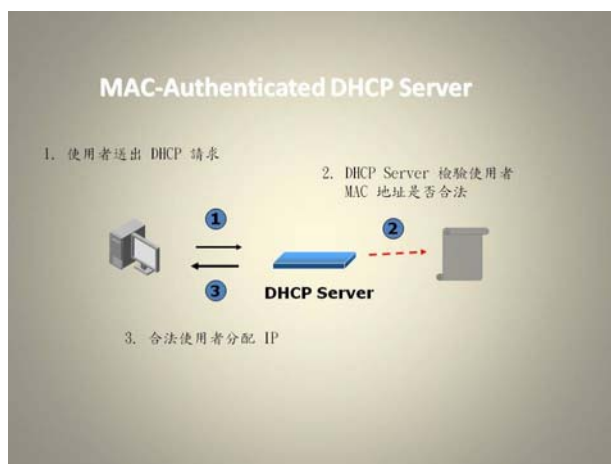 MAC-Authenticated DHCP Server
1. 使用者送出 DHCP 請求
2. DHCP Server 檢驗使用者
MAC 地址是否合法
1
2
3
DHCP Server
3. 合法使用者分配 IP